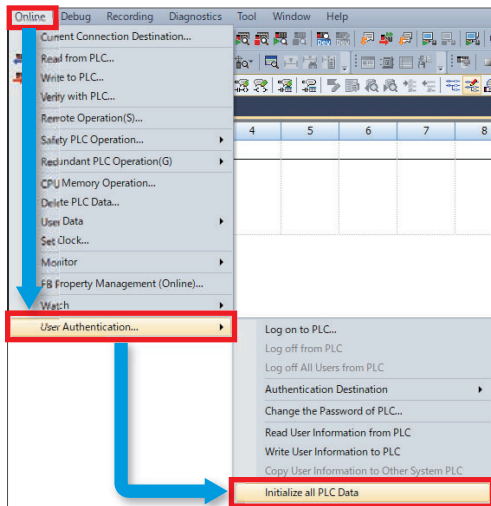 Online Debug Recording Diagnostics Tool Window Help
Current Connection Destination...
Read from PLC...
Write to PLC...
Verify with PLC...
Remote Operation(S)...
Safety PLC Operation...
Redundant PLC Operation(G)
CPU Memory Operation...
Delete PLC Data...
User Data
Set Clock...
Monitor
FB Property Management (Online)...
Watch
User Authentication...
4 5 6 7 8
Log on to PLC...
Log off from PLC
Log off All Users from PLC
Authentication Destination
Change the Password of PLC...
Read User Information from PLC
Write User Information to PLC
Copy User Information to Other System PLC
Initialize all PLC Data